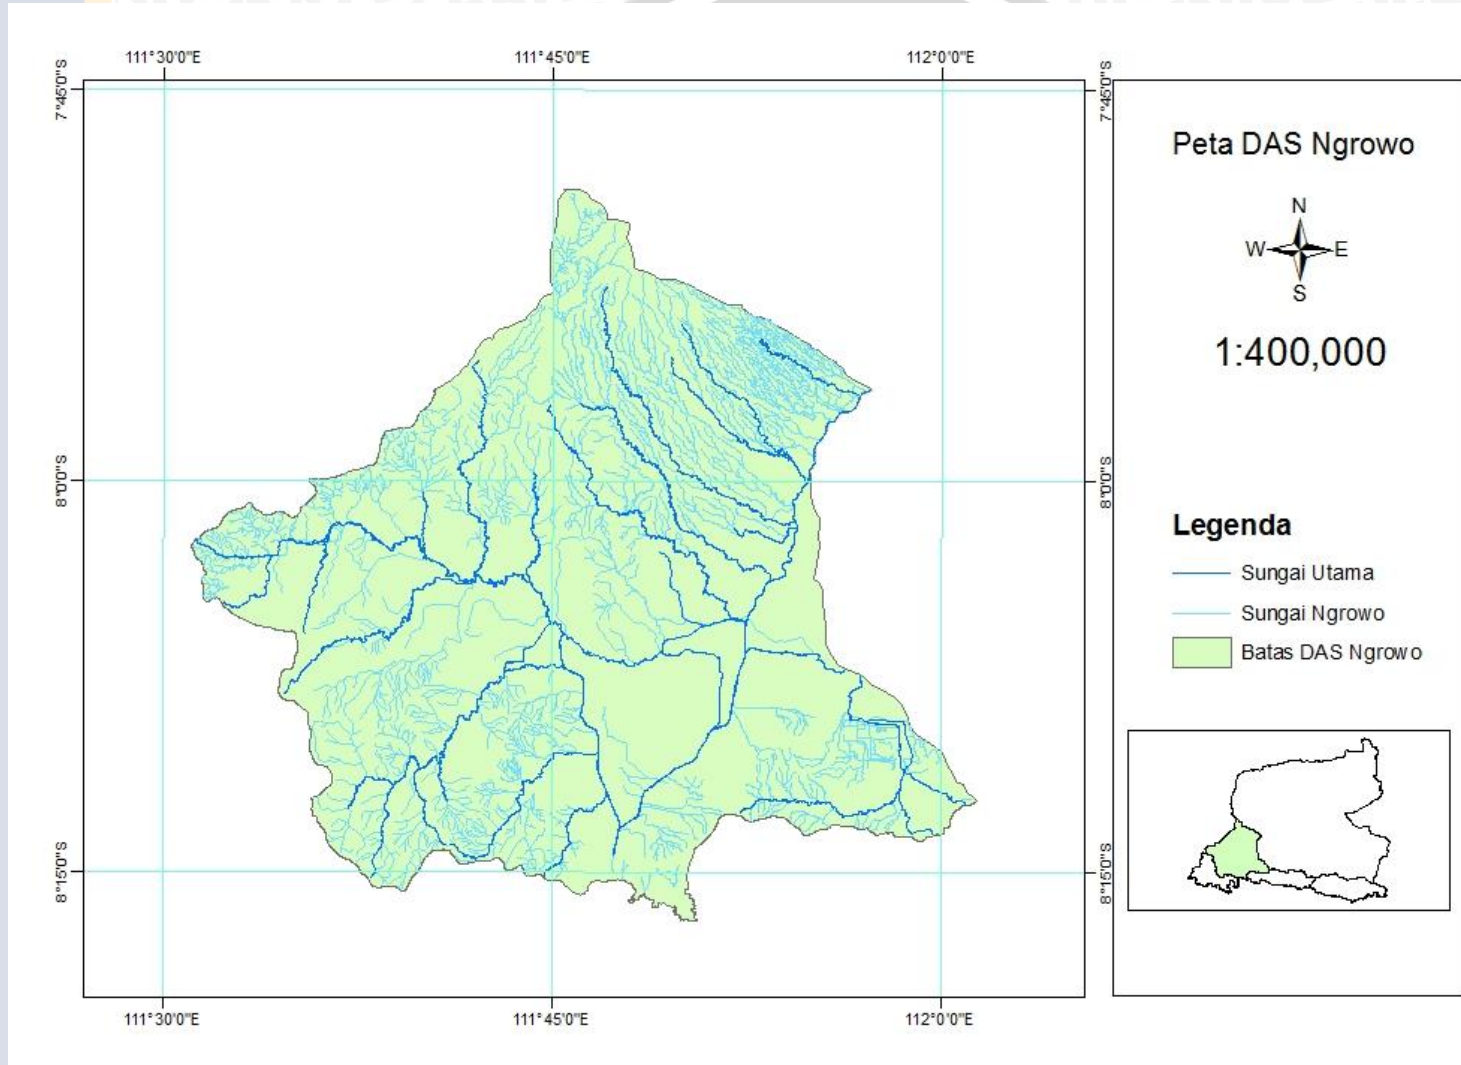 111°30'0"E
111°45'0"E
112°0'0"E
7°45'0"S
7°45'0"S
8°0'0"S
8°0'0"S
8°15'0"S
8°15'0"S
111°30'0"E
111°45'0"E
112°0'0"E
Peta DAS Ngrowo
N
W E
S
1:400,000
Legenda
Sungai Utama
Sungai Ngrowo
Batas DAS Ngrowo